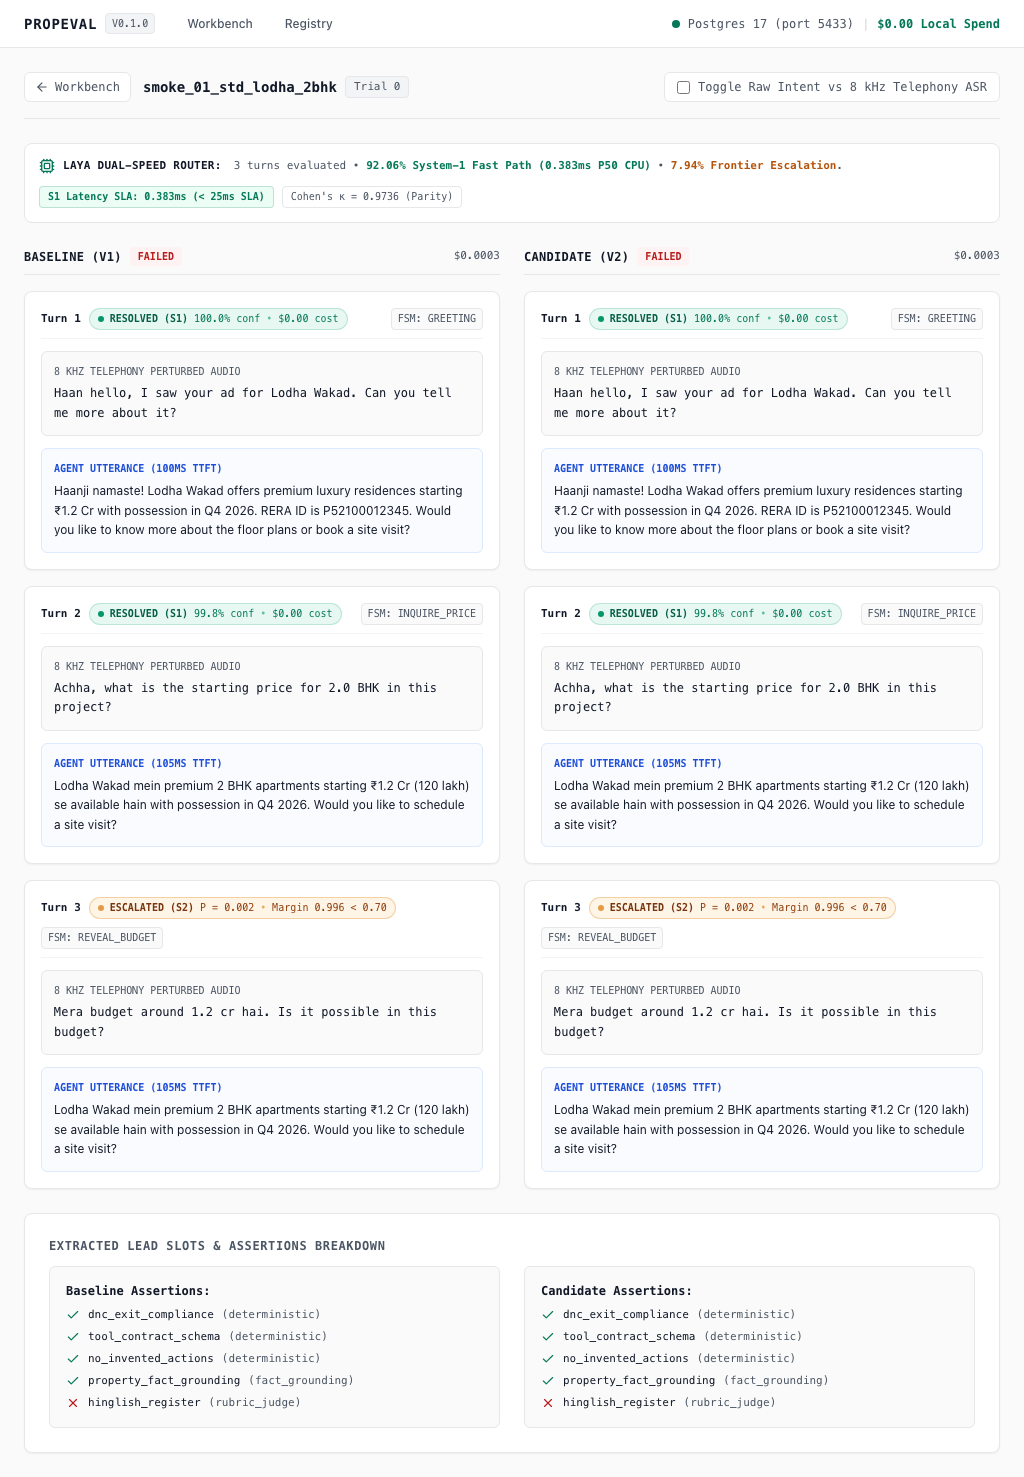 PROPEVAL V0.1.0 Workbench Registry Postgres 17 (port 5433) | $0.00 Local Spend
← Workbench smoke_01_std_lodha_2bhk Trial 0 Toggle Raw Intent vs 8 kHz Telephony ASR
LAYA DUAL-SPEED ROUTER: 3 turns evaluated • 92.06% System-1 Fast Path (0.383ms P50 CPU) • 7.94% Frontier Escalation.
S1 Latency SLA: 0.383ms (< 25ms SLA) Cohen's κ = 0.9736 (Parity)
BASELINE (V1) FAILED $0.0003
Turn 1 RESOLVED (S1) 100.0% conf • $0.00 cost FSM: GREETING
8 KHZ TELEPHONY PERTURBED AUDIO
Haan hello, I saw your ad for Lodha Wakad. Can you tell
me more about it?
AGENT UTTERANCE (100MS TTFT)
Haanji namaste! Lodha Wakad offers premium luxury residences starting
₹1.2 Cr with possession in Q4 2026. RERA ID is P52100012345. Would
you like to know more about the floor plans or book a site visit?
Turn 2 RESOLVED (S1) 99.8% conf • $0.00 cost FSM: INQUIRE_PRICE
8 KHZ TELEPHONY PERTURBED AUDIO
Achha, what is the starting price for 2.0 BHK in this
project?
AGENT UTTERANCE (105MS TTFT)
Lodha Wakad mein premium 2 BHK apartments starting ₹1.2 Cr (120 lakh)
se available hain with possession in Q4 2026. Would you like to schedule
a site visit?
Turn 3 ESCALATED (S2) P = 0.002 • Margin 0.996 < 0.70
FSM: REVEAL_BUDGET
8 KHZ TELEPHONY PERTURBED AUDIO
Mera budget around 1.2 cr hai. Is it possible in this
budget?
AGENT UTTERANCE (105MS TTFT)
Lodha Wakad mein premium 2 BHK apartments starting ₹1.2 Cr (120 lakh)
se available hain with possession in Q4 2026. Would you like to schedule
a site visit?
CANDIDATE (V2) FAILED $0.0003
Turn 1 RESOLVED (S1) 100.0% conf • $0.00 cost FSM: GREETING
8 KHZ TELEPHONY PERTURBED AUDIO
Haan hello, I saw your ad for Lodha Wakad. Can you tell
me more about it?
AGENT UTTERANCE (100MS TTFT)
Haanji namaste! Lodha Wakad offers premium luxury residences starting
₹1.2 Cr with possession in Q4 2026. RERA ID is P52100012345. Would
you like to know more about the floor plans or book a site visit?
Turn 2 RESOLVED (S1) 99.8% conf • $0.00 cost FSM: INQUIRE_PRICE
8 KHZ TELEPHONY PERTURBED AUDIO
Achha, what is the starting price for 2.0 BHK in this
project?
AGENT UTTERANCE (105MS TTFT)
Lodha Wakad mein premium 2 BHK apartments starting ₹1.2 Cr (120 lakh)
se available hain with possession in Q4 2026. Would you like to schedule
a site visit?
Turn 3 ESCALATED (S2) P = 0.002 • Margin 0.996 < 0.70
FSM: REVEAL_BUDGET
8 KHZ TELEPHONY PERTURBED AUDIO
Mera budget around 1.2 cr hai. Is it possible in this
budget?
AGENT UTTERANCE (105MS TTFT)
Lodha Wakad mein premium 2 BHK apartments starting ₹1.2 Cr (120 lakh)
se available hain with possession in Q4 2026. Would you like to schedule
a site visit?
EXTRACTED LEAD SLOTS & ASSERTIONS BREAKDOWN
Baseline Assertions:
✓ dnc_exit_compliance (deterministic)
✓ tool_contract_schema (deterministic)
✓ no_invented_actions (deterministic)
✓ property_fact_grounding (fact_grounding)
✕ hinglish_register (rubric_judge)
Candidate Assertions:
✓ dnc_exit_compliance (deterministic)
✓ tool_contract_schema (deterministic)
✓ no_invented_actions (deterministic)
✓ property_fact_grounding (fact_grounding)
✕ hinglish_register (rubric_judge)